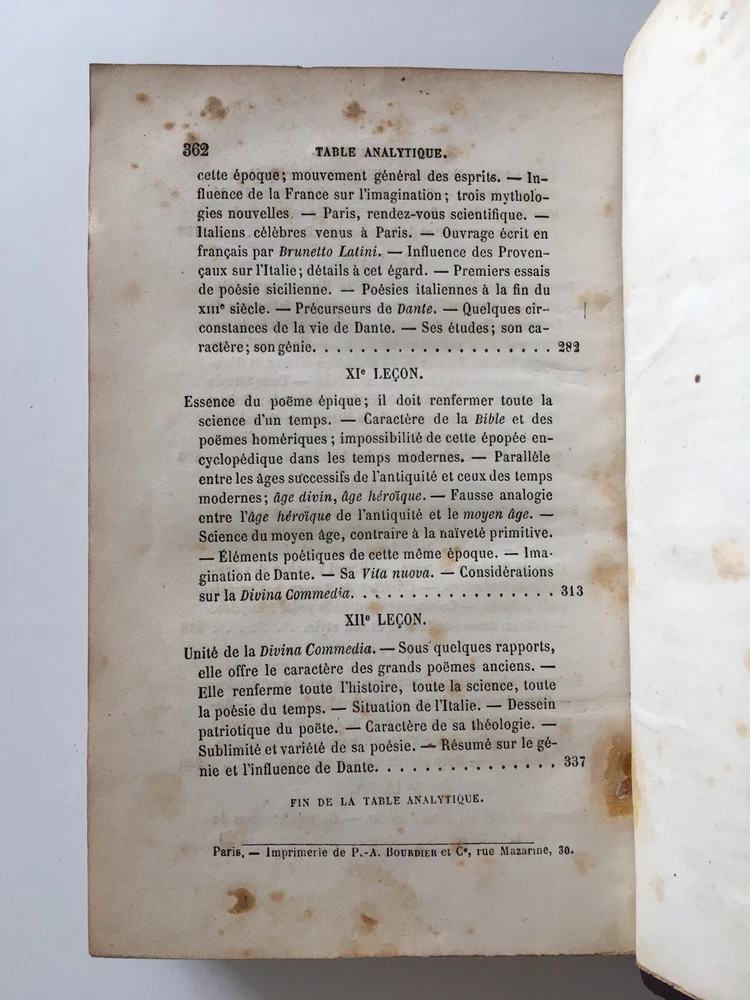 362 TABLE ANALYTIQUE.
cette époque; mouvement général des esprits. — In-
fluence de la France sur l'imagination; trois mytholo-
gies nouvelles. — Paris, rendez-vous scientifique. —
Italiens célèbres venus à Paris. — Ouvrage écrit en
français par Brunetto Latini. — Influence des Proven-
çaux sur l'Italie; détails à cet égard. — Premiers essais
de poésie sicilienne. — Poésies italiennes à la fin du
XIIIe siècle. — Précurseurs de Dante. — Quelques cir-
constances de la vie de Dante. — Ses études; son ca-
ractère; son génie. . . . . . . . . . . . . . . . . . . . 282
XIe LEÇON.
Essence du poëme épique; il doit renfermer toute la
science d'un temps. — Caractère de la Bible et des
poëmes homériques; impossibilité de cette épopée en-
cyclopédique dans les temps modernes. — Parallèle
entre les âges successifs de l'antiquité et ceux des temps
modernes; âge divin, âge héroïque. — Fausse analogie
entre l'âge héroïque de l'antiquité et le moyen âge. —
Science du moyen âge, contraire à la naïveté primitive.
— Éléments poétiques de cette même époque. — Ima-
gination de Dante. — Sa Vita nuova. — Considérations
sur la Divina Commedia. . . . . . . . . . . . . . . . . 313
XIIe LEÇON.
Unité de la Divina Commedia. — Sous quelques rapports,
elle offre le caractère des grands poëmes anciens. —
Elle renferme toute l'histoire, toute la science, toute
la poésie du temps. — Situation de l'Italie. — Dessein
patriotique du poëte. — Caractère de sa théologie. —
Sublimité et variété de sa poésie. — Résumé sur le gé-
nie et l'influence de Dante. . . . . . . . . . . . . . . 337
FIN DE LA TABLE ANALYTIQUE.
Paris. — Imprimerie de P.-A. BOURDIER et Ce, rue Mazarine, 30.